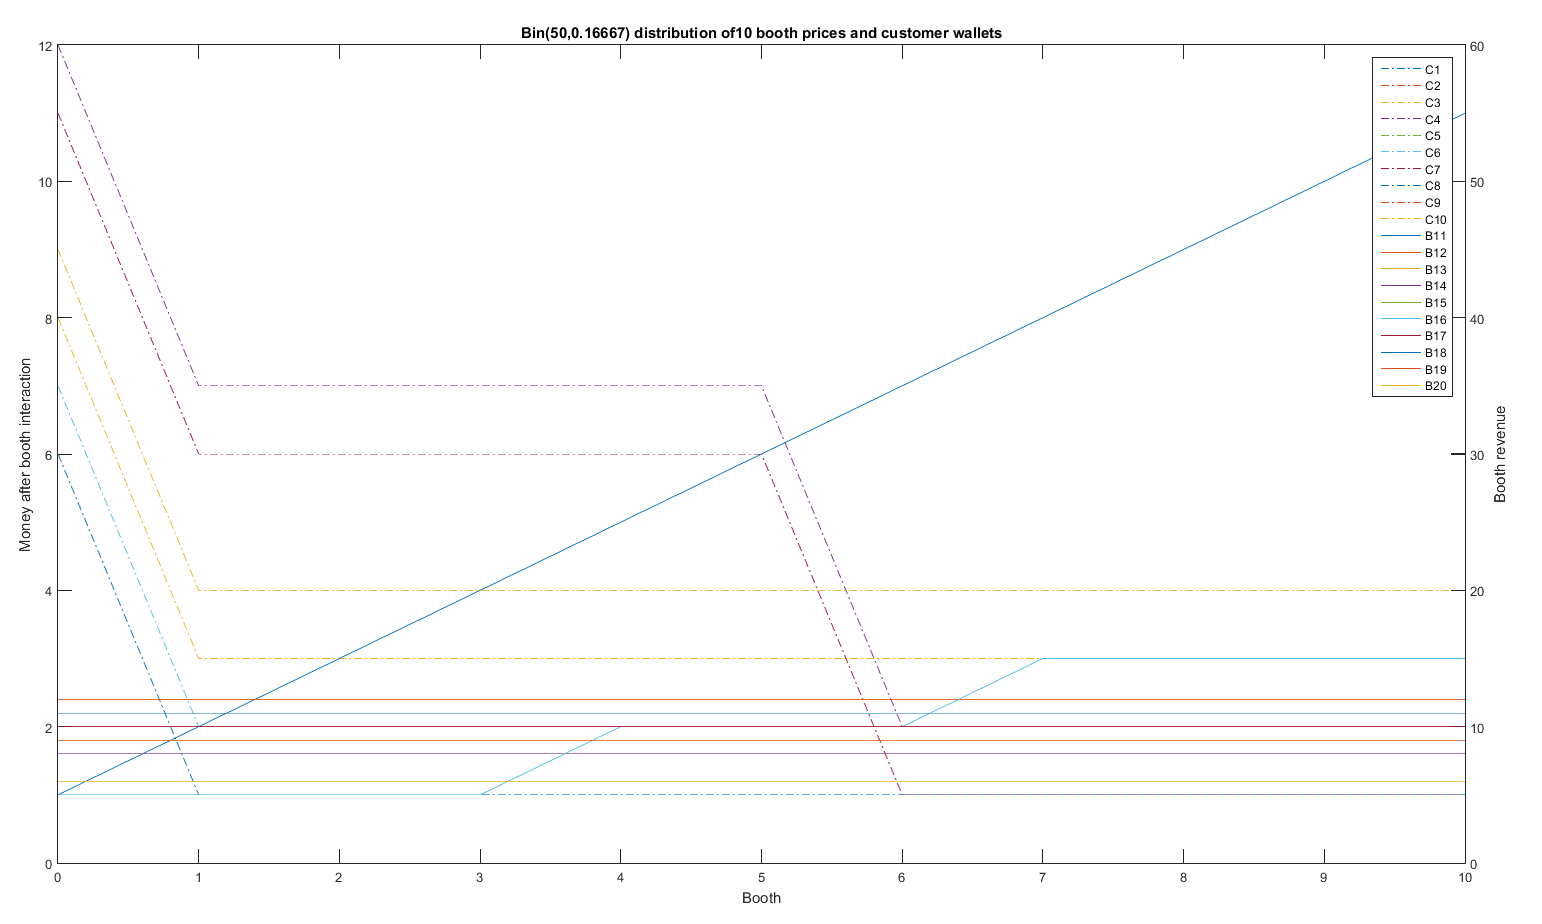 Bin(50,0.16667) distribution of10 booth prices and customer wallets
12
10
8
6
4
2
0
Money after booth interaction
60
50
40
30
20
10
0
Booth revenue
C1
C2
C3
C4
C5
C6
C7
C8
C9
C10
B11
B12
B13
B14
B15
B16
B17
B18
B19
B20
0 1 2 3 4 5 6 7 8 9 10
Booth